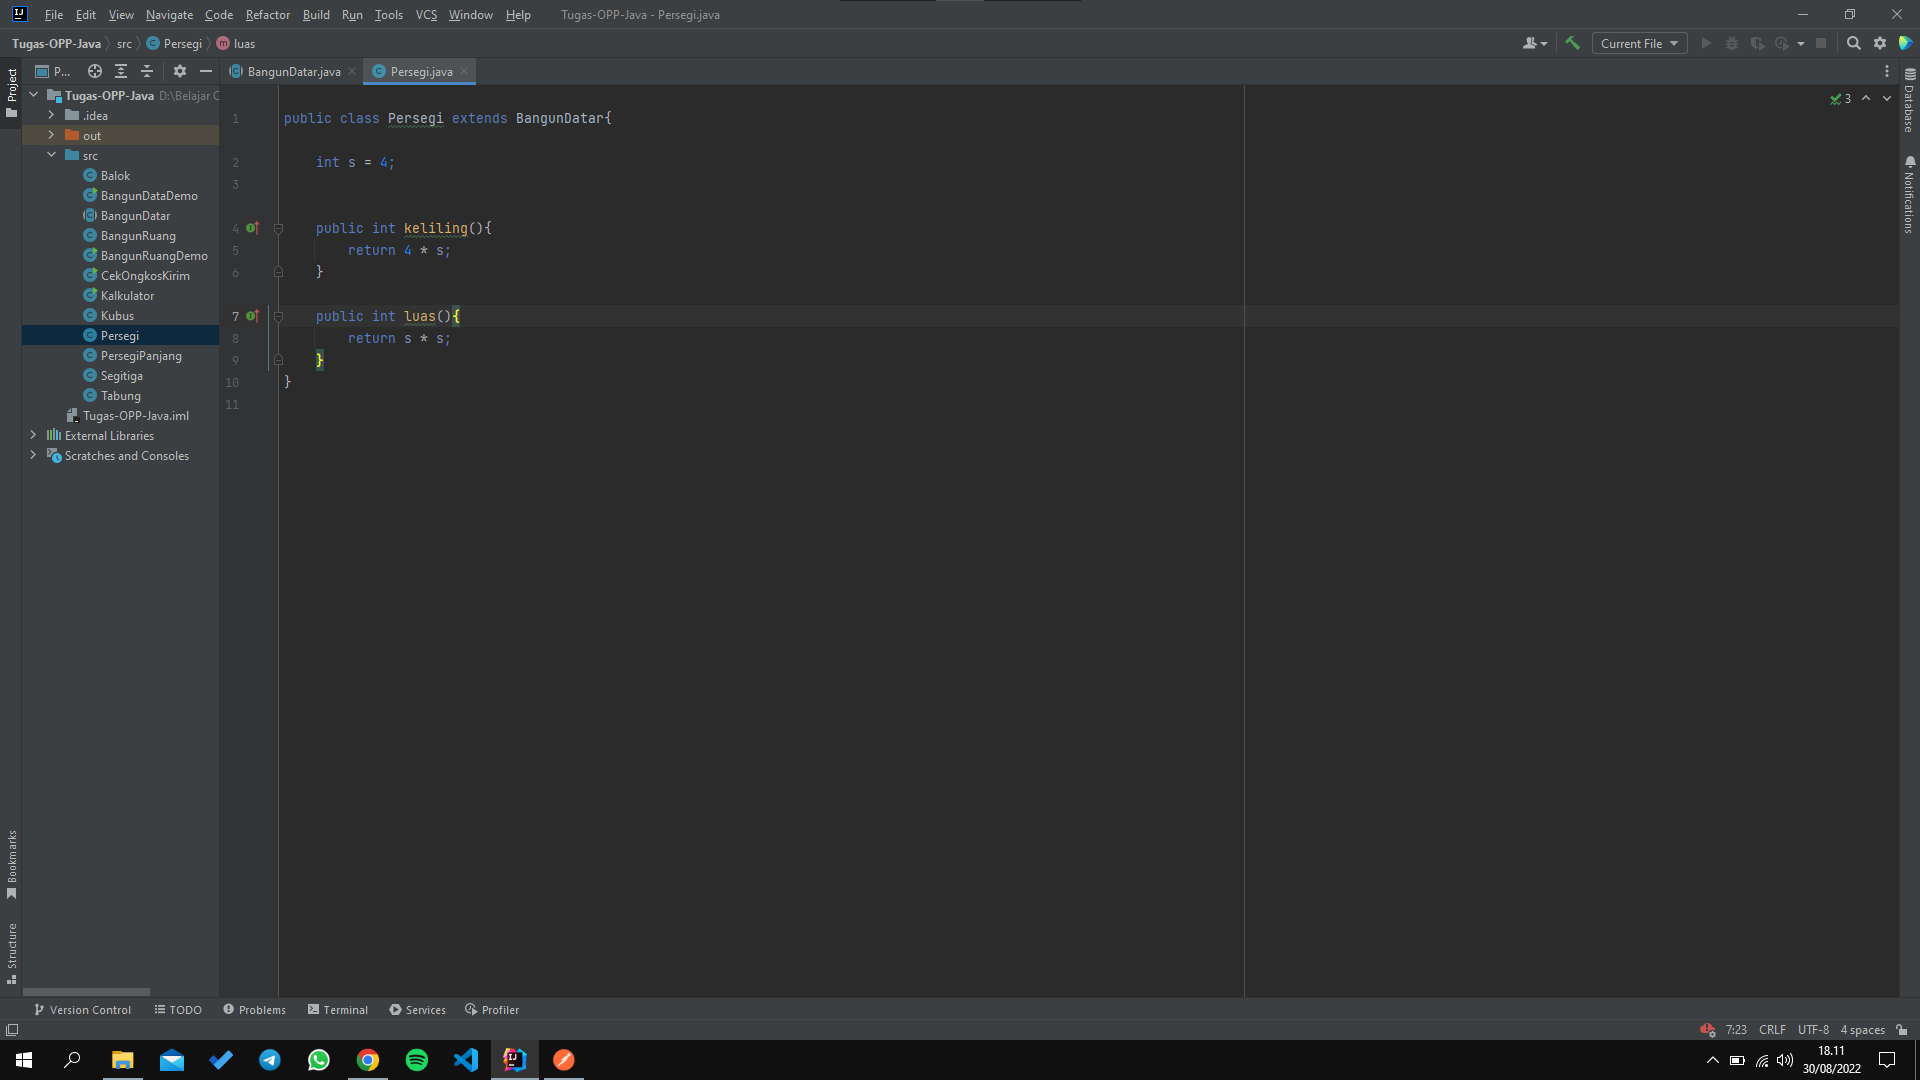 File Edit View Navigate Code Refactor Build Run Tools VCS Window Help Tugas-OPP-Java - Persegi.java
Tugas-OPP-Java src Persegi luas
Current File
Project
P...
BangunDatar.java
Persegi.java
Tugas-OPP-Java D:\Belajar C
.idea
out
src
Balok
BangunDataDemo
BangunDatar
BangunRuang
BangunRuangDemo
CekOngkosKirim
Kalkulator
Kubus
Persegi
PersegiPanjang
Segitiga
Tabung
Tugas-OPP-Java.iml
External Libraries
Scratches and Consoles
1 public class Persegi extends BangunDatar{
2 int s = 4;
3
4 public int keliling(){
5 return 4 * s;
6 }
7 public int luas(){
8 return s * s;
9 }
10 }
11
3
Database
Notifications
Bookmarks
Structure
Version Control TODO Problems Terminal Services Profiler
7:23 CRLF UTF-8 4 spaces
18.11
30/08/2022